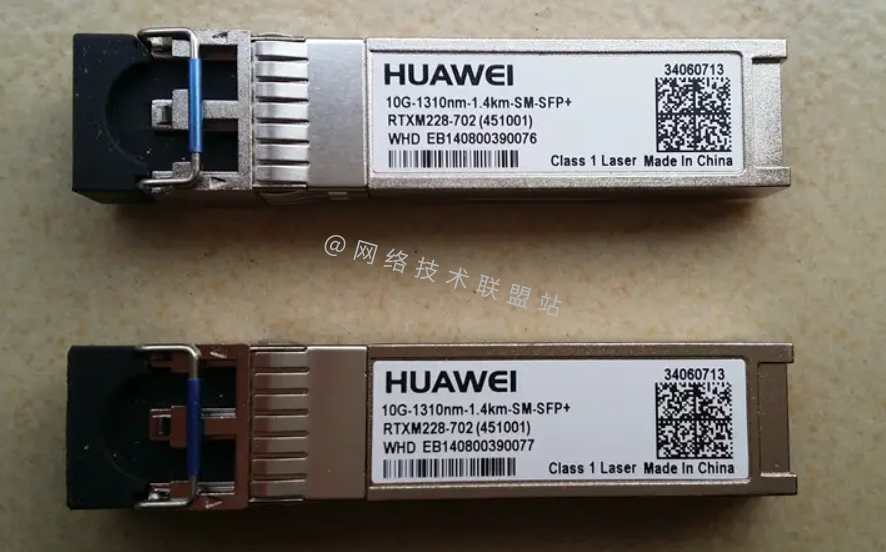 HUAWEI
34060713
10G-1310nm-1.4km-SM-SFP+
RTXM228-702 (451001)
WHD EB140800390076
Class 1 Laser Made In China
@网络技术联盟站
HUAWEI
34060713
10G-1310nm-1.4km-SM-SFP+
RTXM228-702 (451001)
WHD EB140800390077
Class 1 Laser Made In China